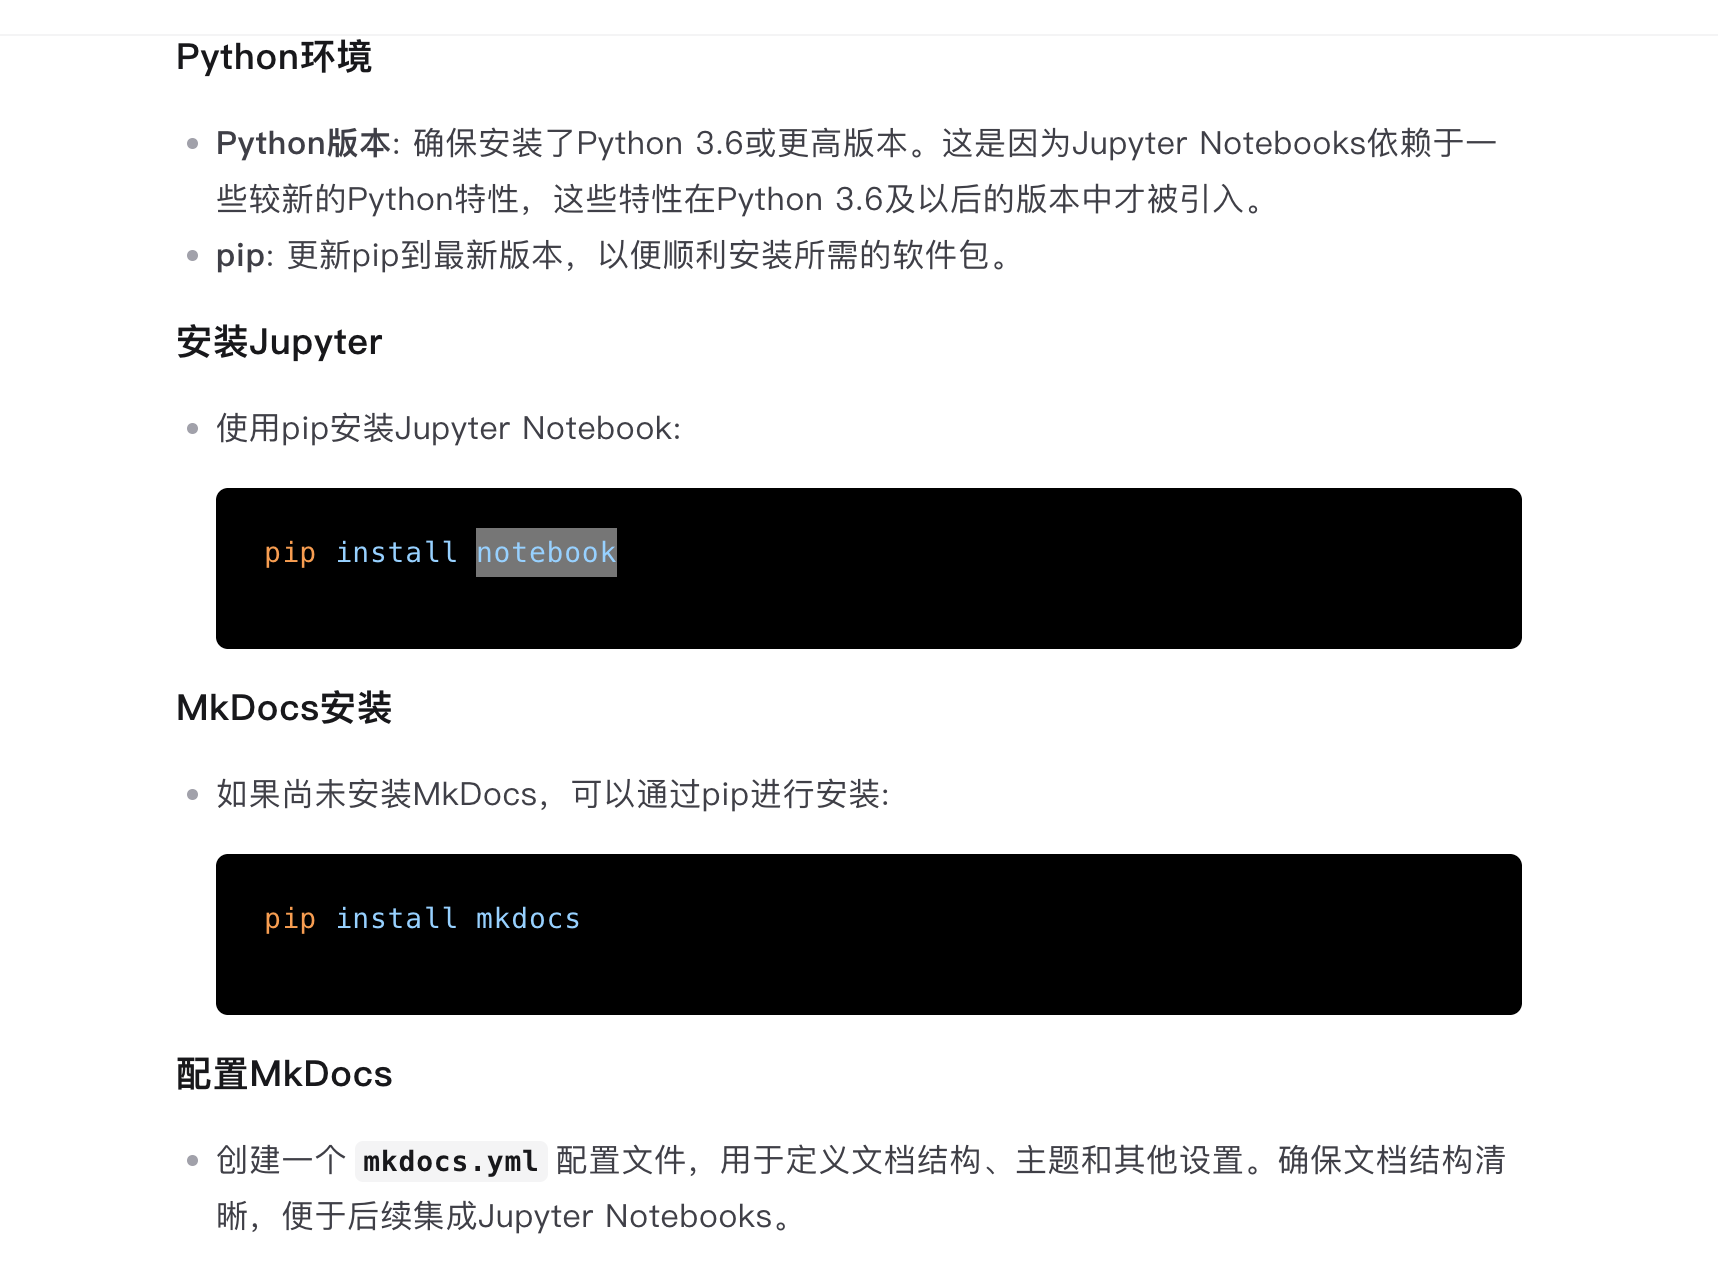 Python环境
Python版本: 确保安装了Python 3.6或更高版本。这是因为Jupyter Notebooks依赖于一
些较新的Python特性，这些特性在Python 3.6及以后的版本中才被引入。
pip: 更新pip到最新版本，以便顺利安装所需的软件包。
安装Jupyter
使用pip安装Jupyter Notebook:
pip install notebook
MkDocs安装
如果尚未安装MkDocs，可以通过pip进行安装:
pip install mkdocs
配置MkDocs
创建一个 mkdocs.yml 配置文件，用于定义文档结构、主题和其他设置。确保文档结构清
晰，便于后续集成Jupyter Notebooks。